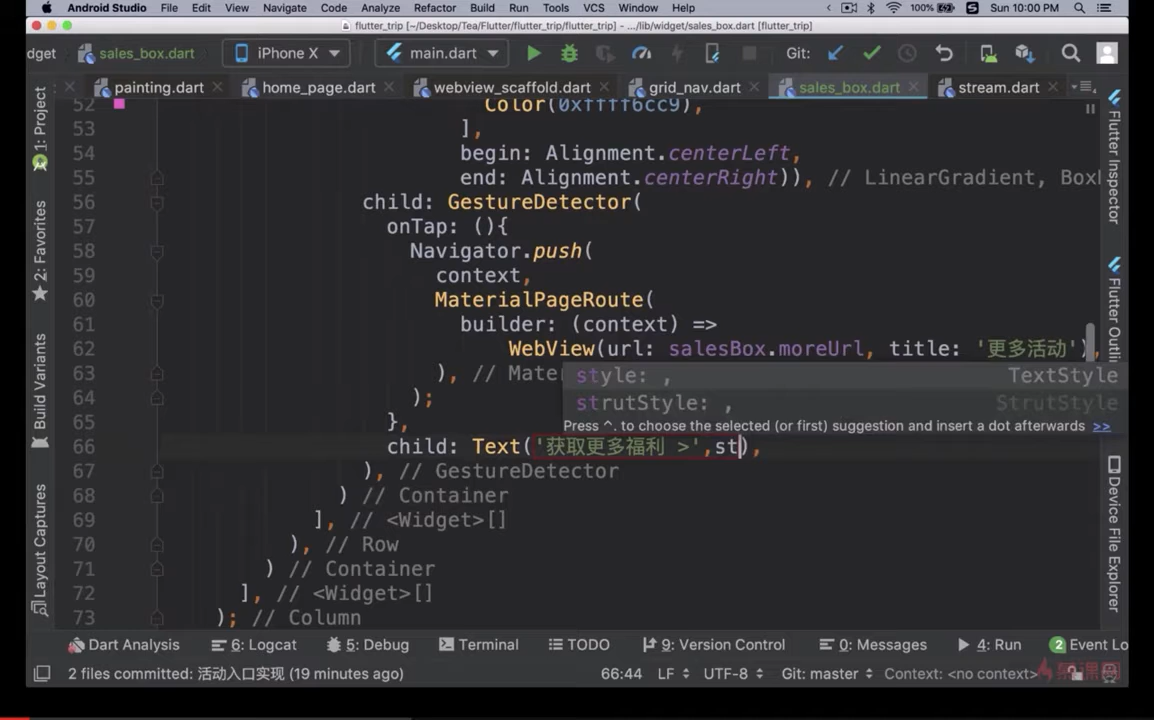 Android Studio File Edit View Navigate Code Analyze Refactor Build Run Tools VCS Window Help 100% Sun 10:00 PM
flutter_trip [~/Desktop/Tea/Flutter/flutter_trip/flutter_trip] - .../lib/widget/sales_box.dart [flutter_trip]
dget sales_box.dart iPhone X main.dart Git:
painting.dart home_page.dart webview_scaffold.dart grid_nav.dart sales_box.dart stream.dart
1: Project
2: Favorites
Build Variants
Layout Captures
52 Color(0xffff6cc9),
53 ],
54 begin: Alignment.centerLeft,
55 end: Alignment.centerRight)), // LinearGradient, Box
56 child: GestureDetector(
57 onTap: (){
58 Navigator.push(
59 context,
60 MaterialPageRoute(
61 builder: (context) =>
62 WebView(url: salesBox.moreUrl, title: '更多活动'),
63 ), // Mate
64 );
65 },
66 child: Text('获取更多福利 >',st),
67 ), // GestureDetector
68 ) // Container
69 ], // <Widget>[]
70 ), // Row
71 ) // Container
72 ], // <Widget>[]
73 ); // Column
style: , TextStyle
strutStyle: , StrutStyle
Press ^. to choose the selected (or first) suggestion and insert a dot afterwards >>
Flutter Inspector
Flutter Outli
Device File Explorer
Dart Analysis 6: Logcat 5: Debug Terminal TODO 9: Version Control 0: Messages 4: Run 2 Event Lo
2 files committed: 活动入口实现 (19 minutes ago) 66:44 LF UTF-8 Git: master Context: <no context>